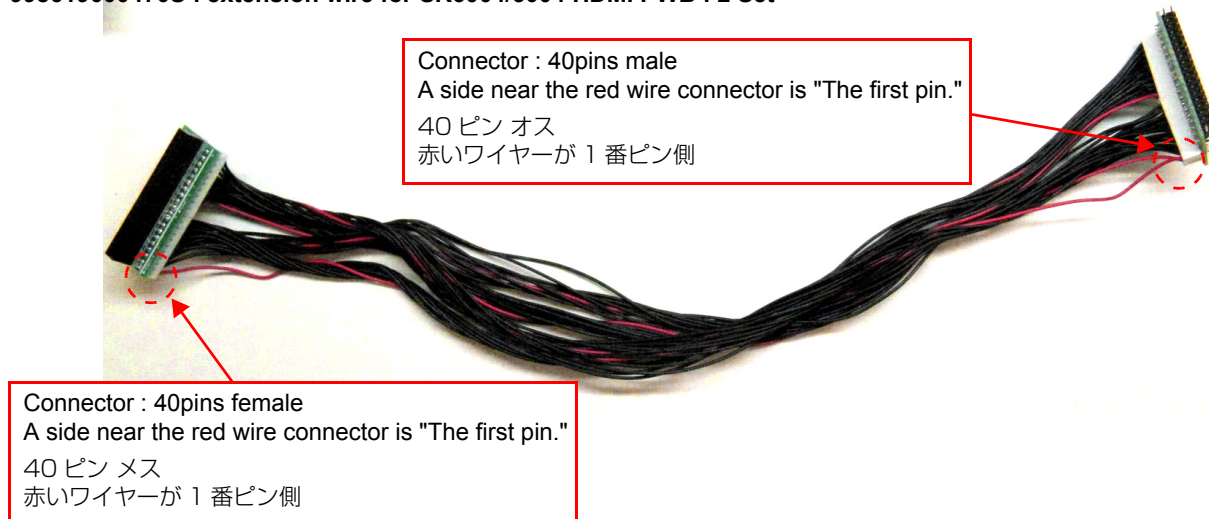 Connector : 40pins male
A side near the red wire connector is "The first pin."
40 ピン オス
赤いワイヤーが 1 番ピン側
Connector : 40pins female
A side near the red wire connector is "The first pin."
40 ピン メス
赤いワイヤーが 1 番ピン側